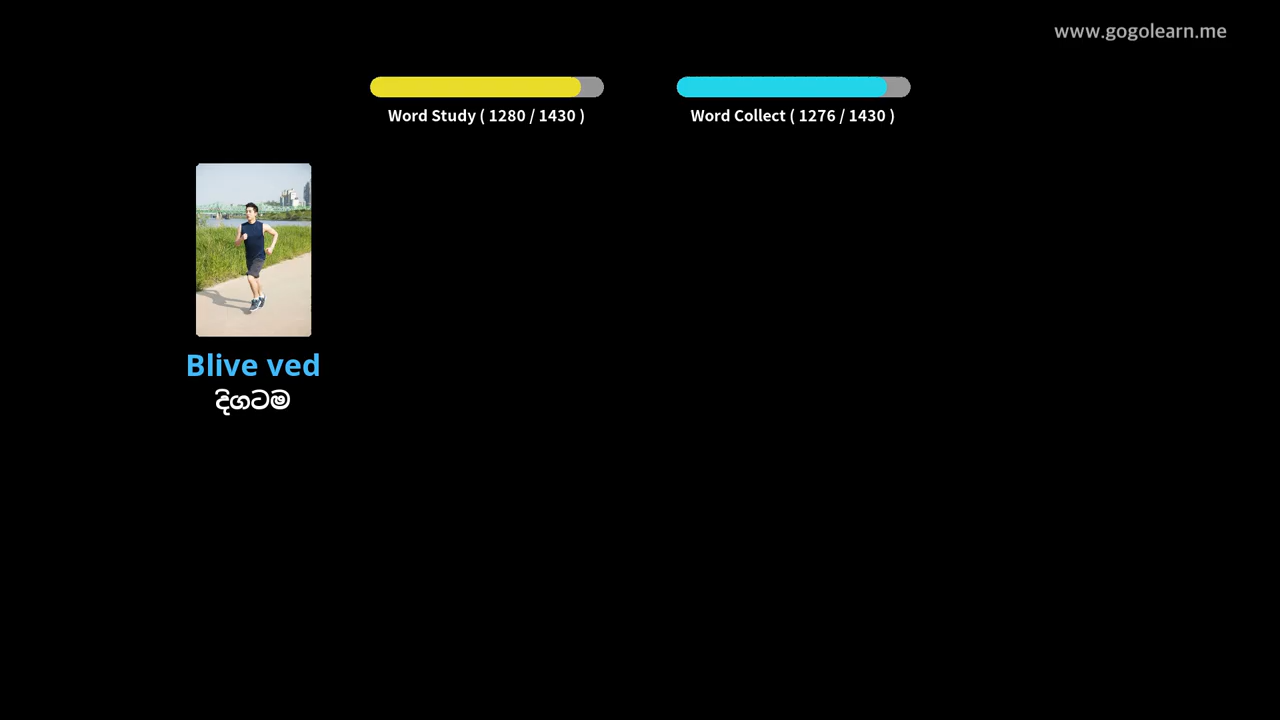 www.gogolearn.me
Word Study ( 1280 / 1430 )
Word Collect ( 1276 / 1430 )
Blive ved
දිගටම